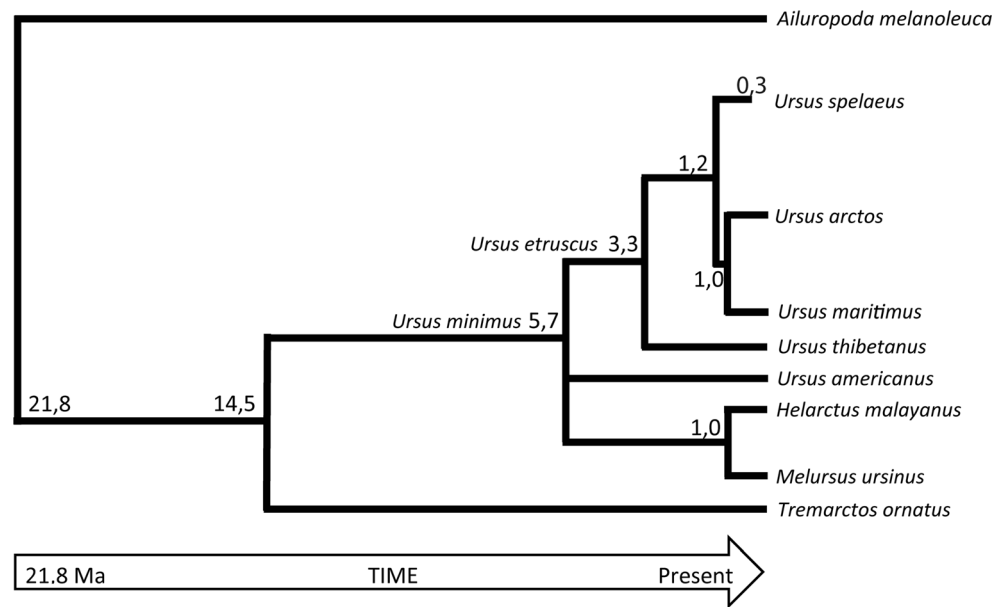 Ailuropoda melanoleuca
0,3
Ursus spelaeus
1,2
Ursus arctos
Ursus etruscus 3,3
1,0
Ursus maritimus
Ursus minimus 5,7
Ursus thibetanus
Ursus americanus
21,8
14,5
Helarctus malayanus
1,0
Melursus ursinus
Tremarctos ornatus
21.8 Ma TIME Present